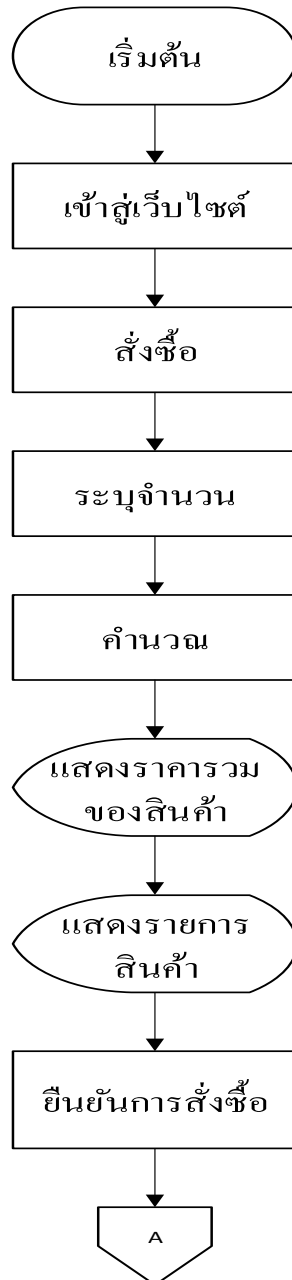 เริ่มต้น
เข้าสู่เว็บไซต์
สั่งซื้อ
ระบุจำนวน
คำนวณ
แสดงราคารวม
ของสินค้า
แสดงรายการ
สินค้า
ยืนยันการสั่งซื้อ
A